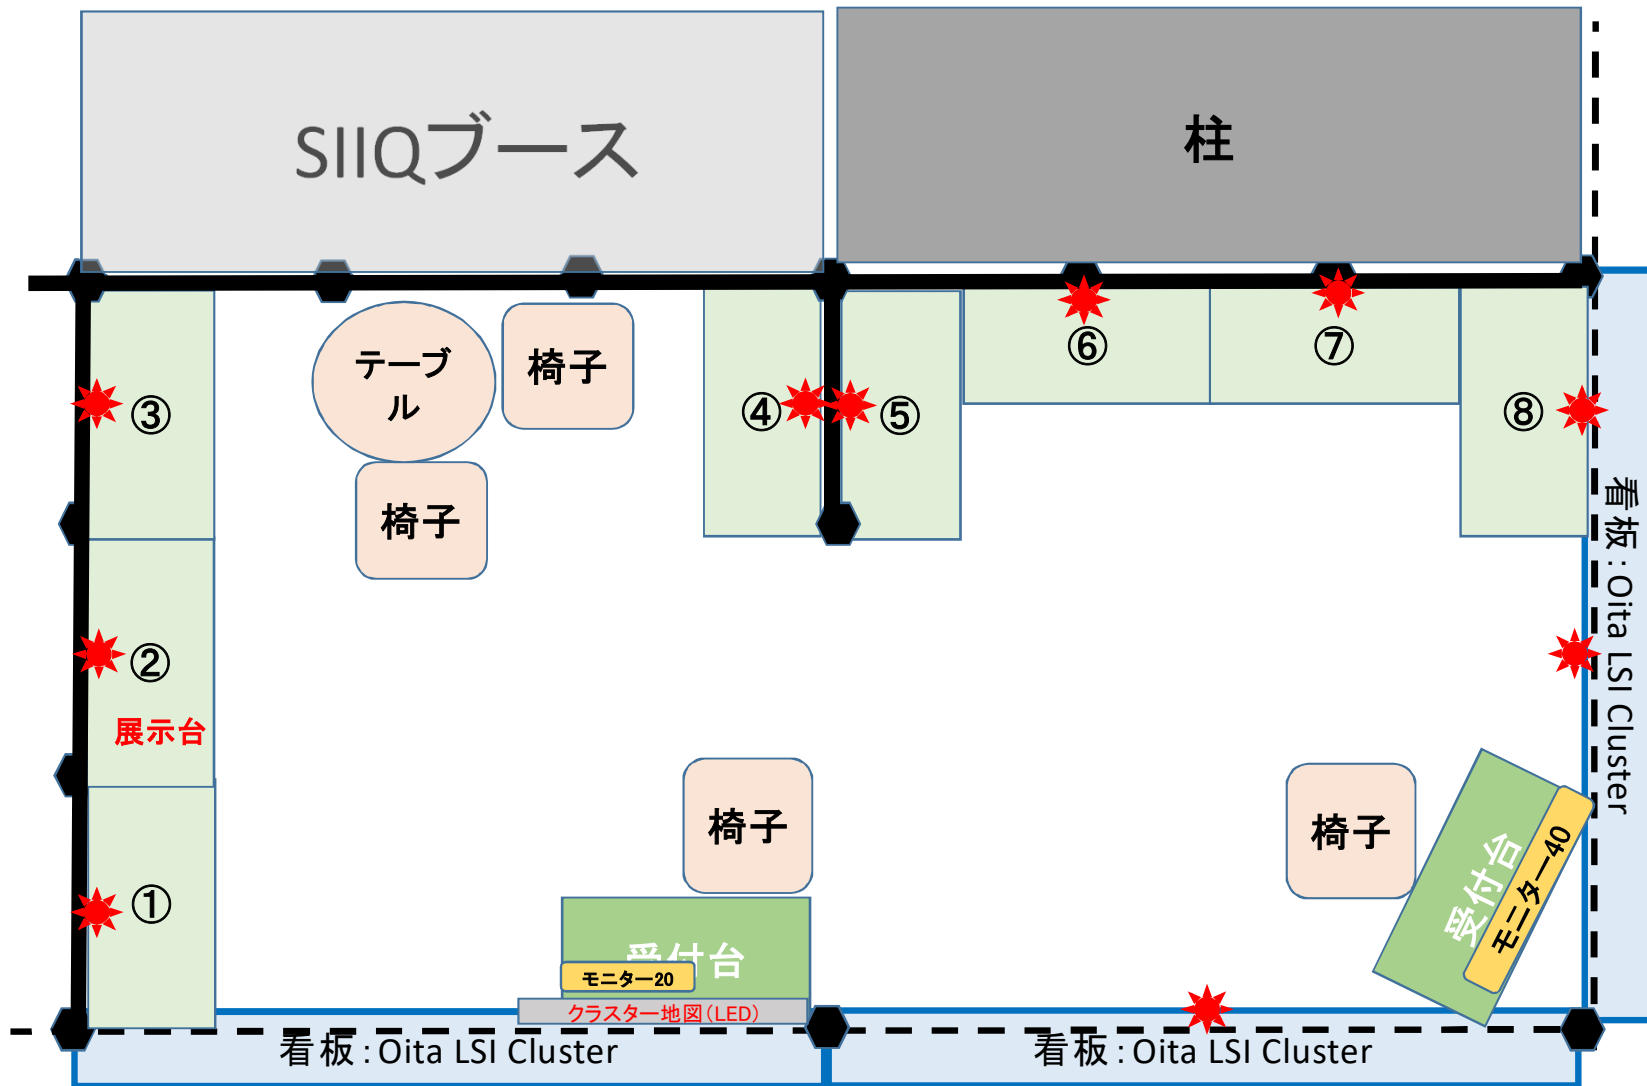 SIIQブース
柱
テーブ
ル
椅子
椅子
③
④
⑤
⑥
⑦
⑧
②
展示台
①
椅子
椅子
受付台
モニター20
クラスター地図(LED)
受付台
モニター40
看板:Oita LSI Cluster
看板:Oita LSI Cluster
看板:Oita LSI Cluster